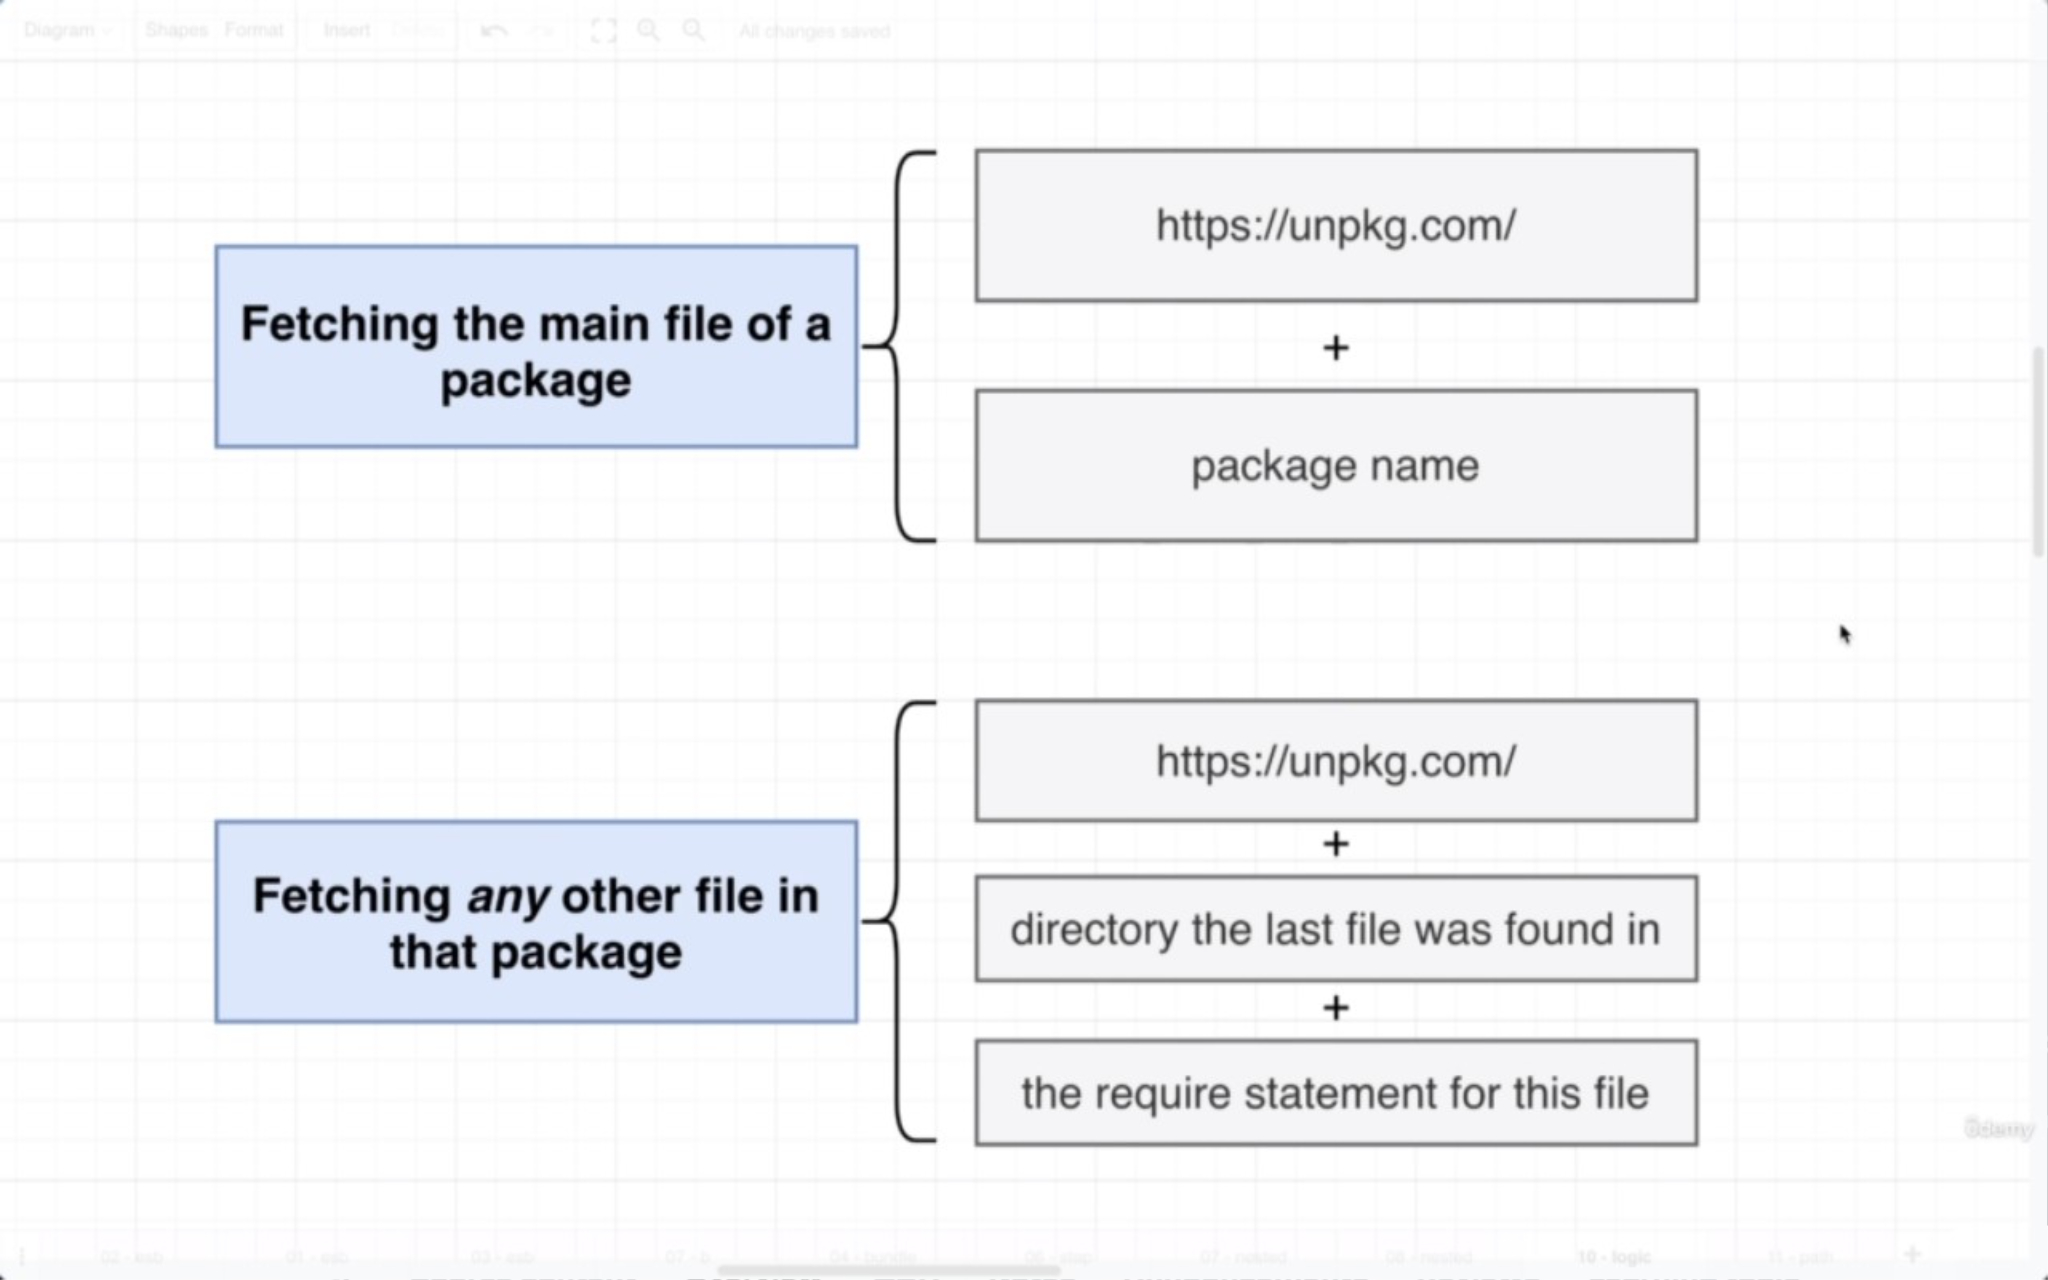 Diagram
Shapes Format
Insert
All changes saved
Fetching the main file of a
package
https://unpkg.com/
+
package name
Fetching any other file in
that package
https://unpkg.com/
+
directory the last file was found in
+
the require statement for this file
ûdemy
02 - esb
01 - esb
03 - esb
07 - b
04 - bundle
06 - step
07 - nested
08 - nested
10 - logic
11 - path
+